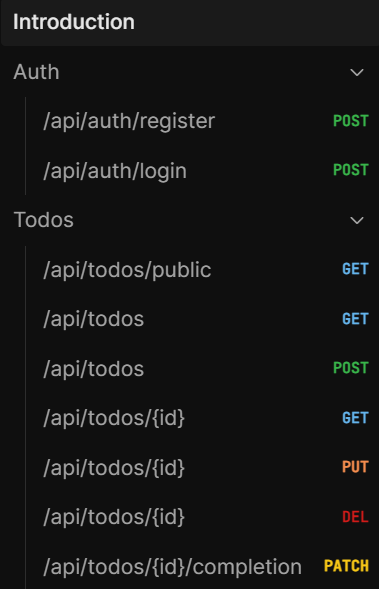 Introduction
Auth
/api/auth/register POST
/api/auth/login POST
Todos
/api/todos/public GET
/api/todos GET
/api/todos POST
/api/todos/{id} GET
/api/todos/{id} PUT
/api/todos/{id} DEL
/api/todos/{id}/completion PATCH